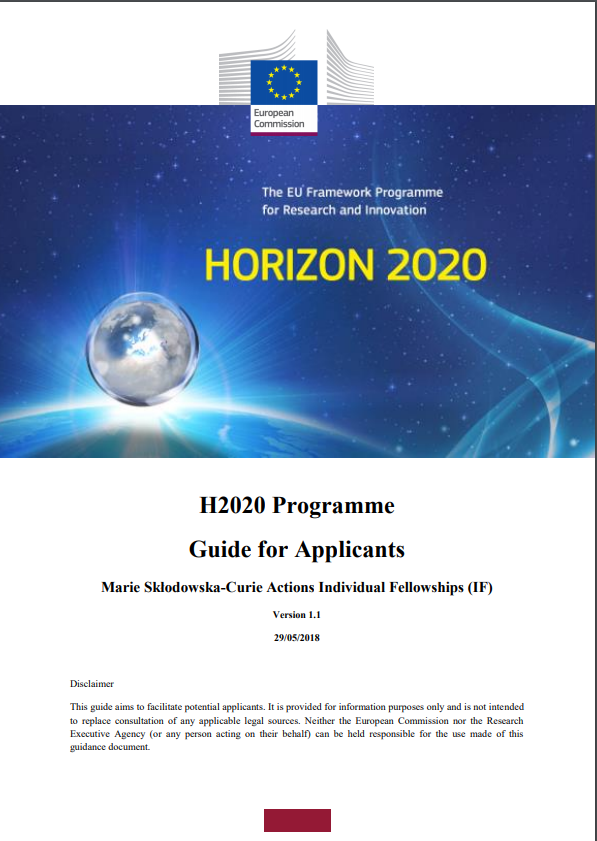 European
Commission
The EU Framework Programme
for Research and Innovation
HORIZON 2020
H2020 Programme
Guide for Applicants
Marie Skłodowska-Curie Actions Individual Fellowships (IF)
Version 1.1
29/05/2018
Disclaimer
This guide aims to facilitate potential applicants. It is provided for information purposes only and is not intended
to replace consultation of any applicable legal sources. Neither the European Commission nor the Research
Executive Agency (or any person acting on their behalf) can be held responsible for the use made of this
guidance document.